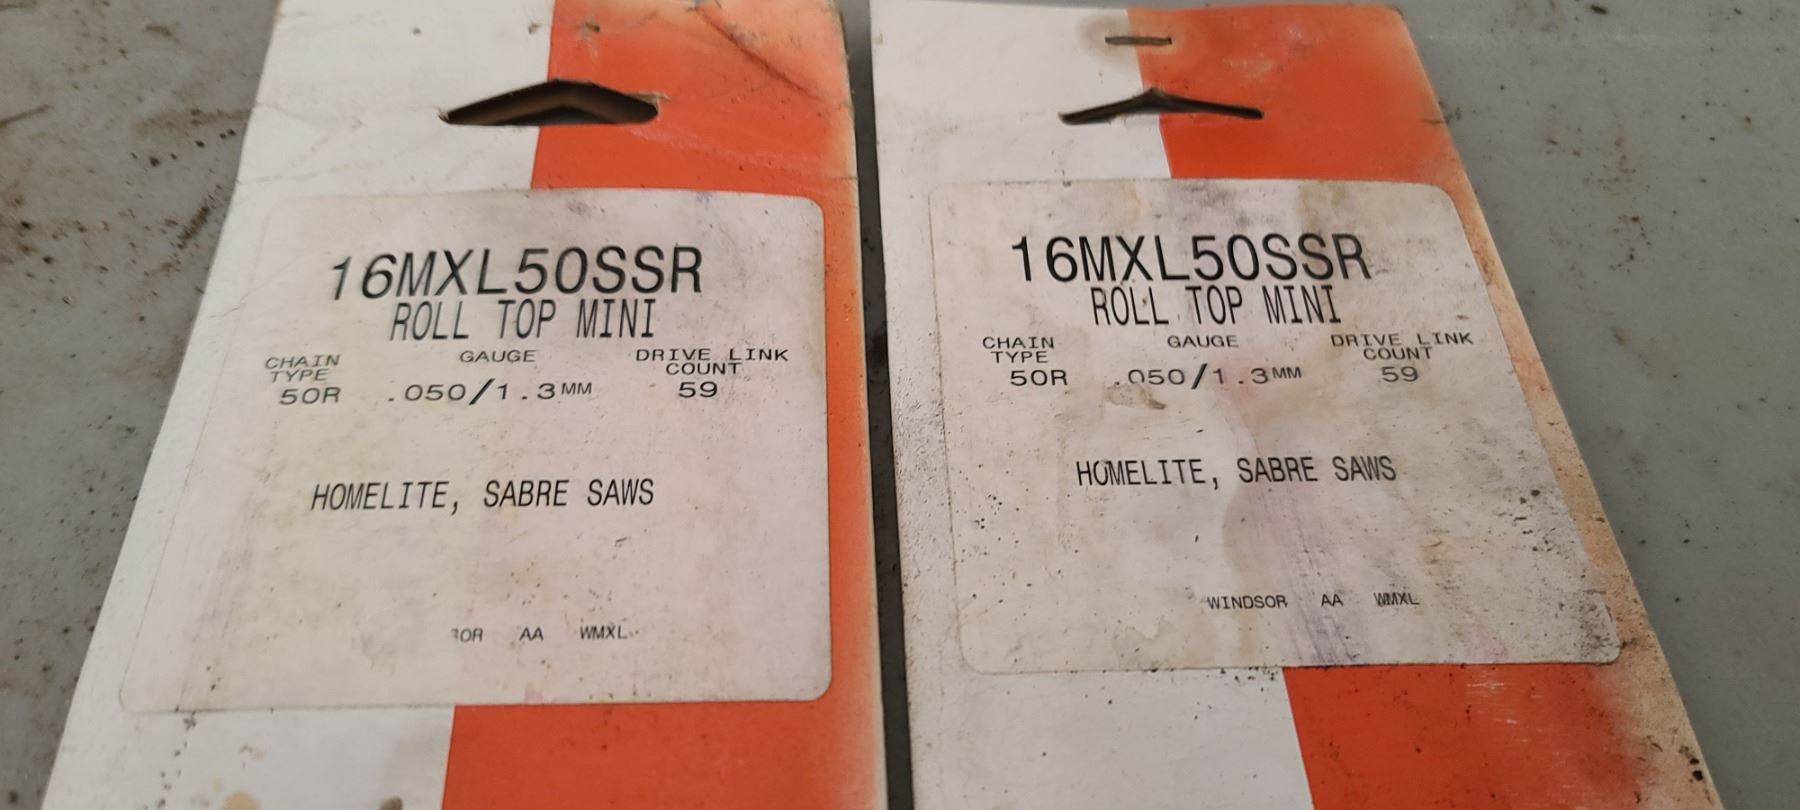 16MXL50SSR
ROLL TOP MINI
CHAIN TYPE GAUGE DRIVE LINK COUNT
50R .050/1.3MM 59
HOMELITE, SABRE SAWS
AA WMXL
16MXL50SSR
ROLL TOP MINI
CHAIN TYPE GAUGE DRIVE LINK COUNT
50R .050/1.3MM 59
HOMELITE, SABRE SAWS
WINDSOR AA WMXL